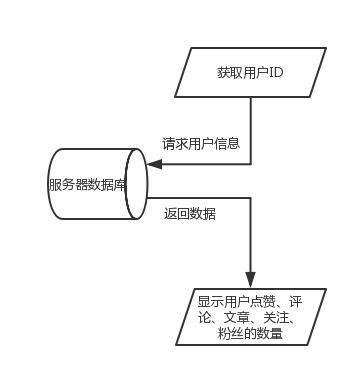 获取用户ID
请求用户信息
服务器数据库
返回数据
显示用户点赞、评
论、文章、关注、
粉丝的数量